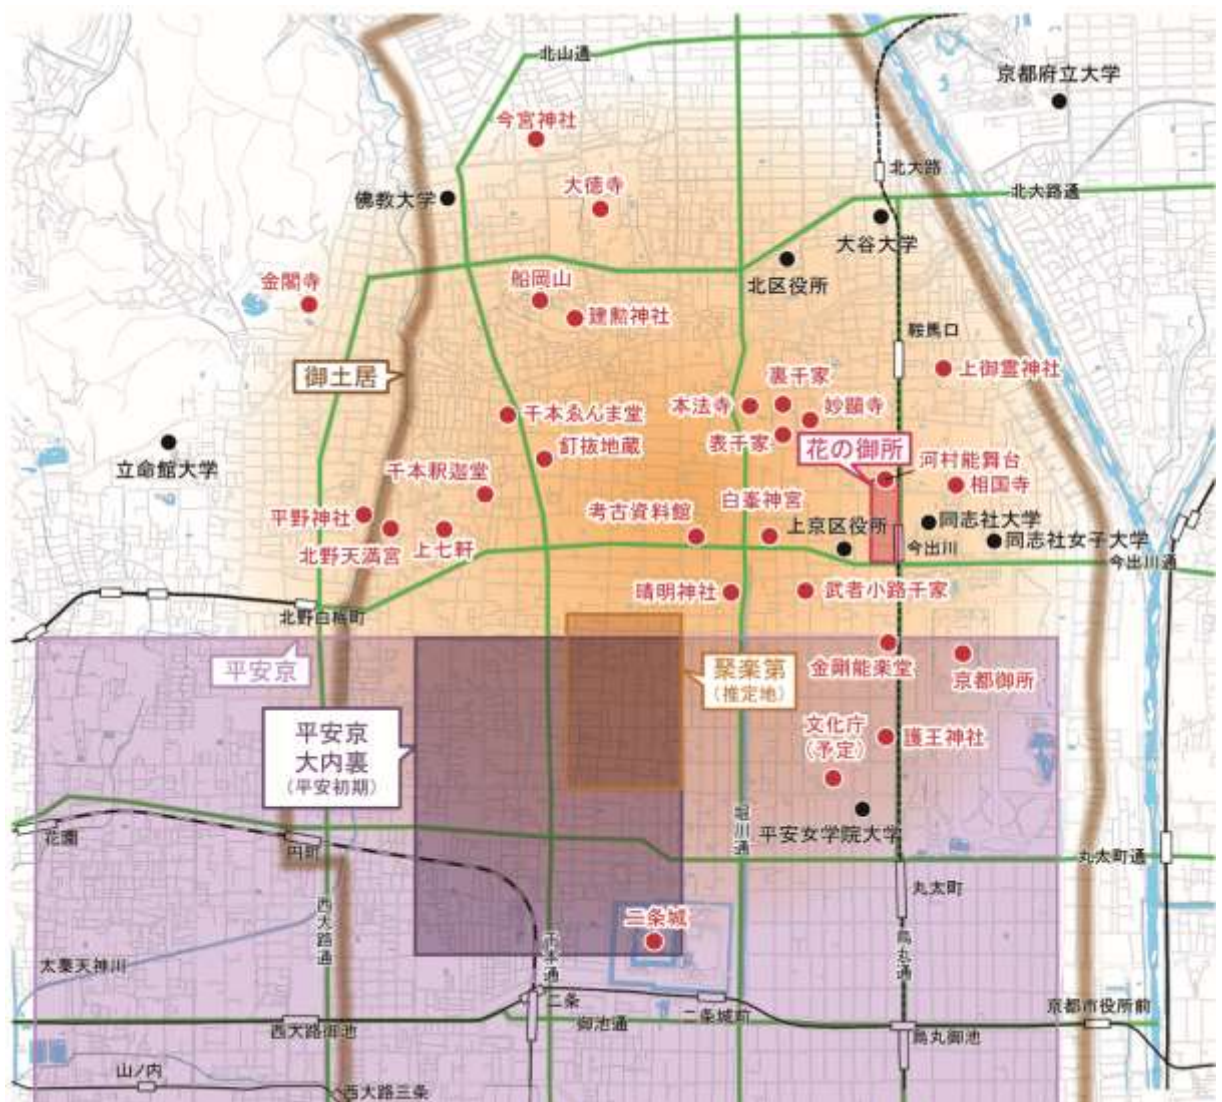 北山通
京都府立大学
今宮神社
北大路
大徳寺
北大路通
佛教大学
大谷大学
北区役所
金閣寺
船岡山
建勲神社
鞍馬口
御土居
上御霊神社
裏千家
本法寺
妙顕寺
千本ゑんま堂
表千家
花の御所
立命館大学
釘抜地蔵
河村能舞台
千本釈迦堂
相国寺
平野神社
考古資料館
白峯神宮
上京区役所
同志社大学
北野天満宮
上七軒
今出川
同志社女子大学
今出川通
晴明神社
武者小路千家
北野白梅町
平安京
聚楽第
(推定地)
金剛能楽堂
京都御所
平安京
大内裏
(平安初期)
文化庁
(予定)
護王神社
堀川通
平安女学院大学
花園
円町
丸太町通
丸太町
西大路通
二条城
千本通
烏丸通
太秦天神川
二条
西大路御池
御池通
二条城前
京都市役所前
烏丸御池
山ノ内
西大路三条